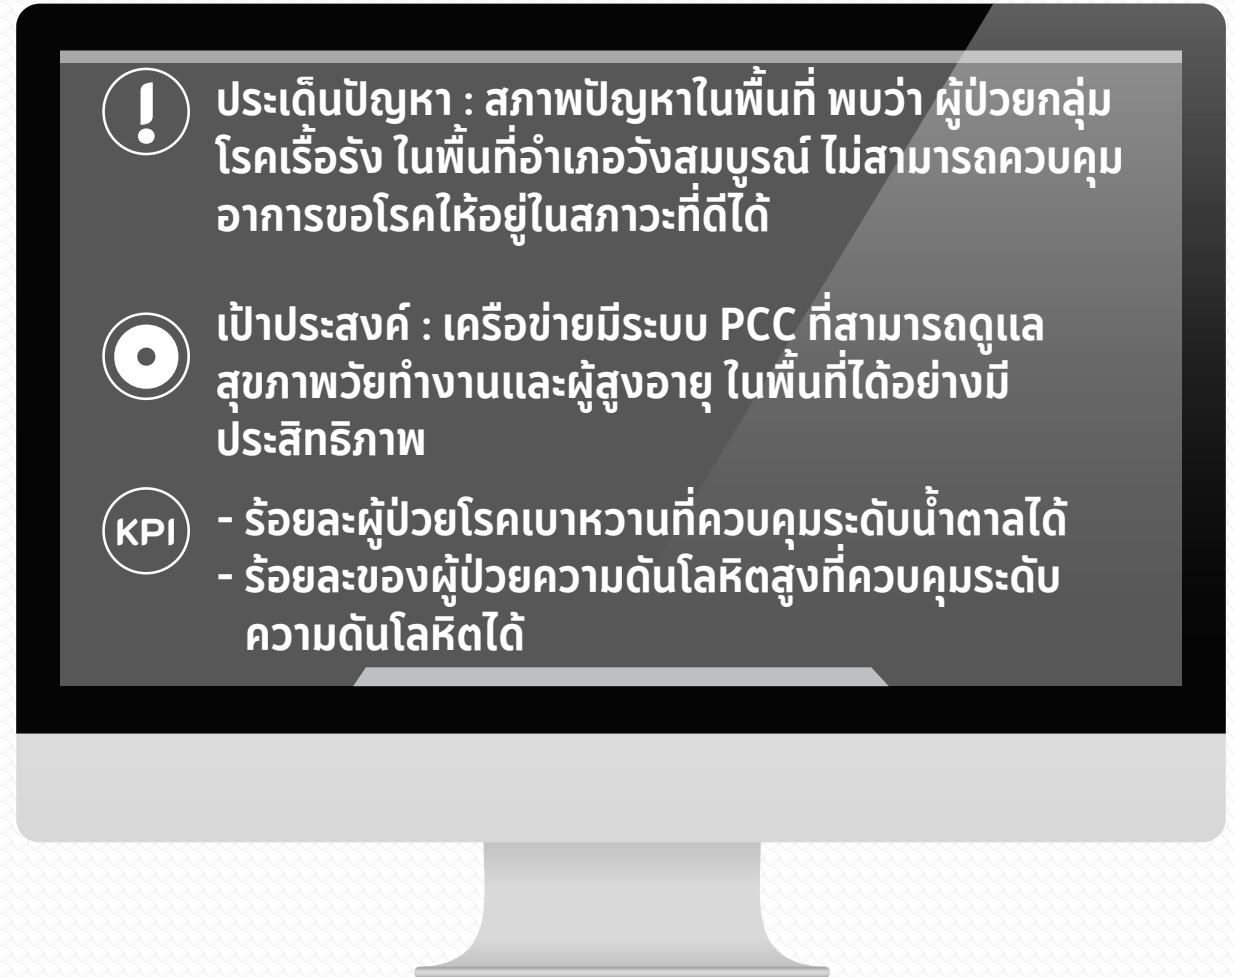 ประเด็นปัญหา : สภาพปัญหาในพื้นที่ พบว่า ผู้ป่วยกลุ่ม
โรคเรื้อรัง ในพื้นที่อำเภอวังสมบูรณ์ ไม่สามารถควบคุม
อาการขอโรคให้อยู่ในสภาวะที่ดีได้
เป้าประสงค์ : เครือข่ายมีระบบ PCC ที่สามารถดูแล
สุขภาพวัยทำงานและผู้สูงอายุ ในพื้นที่ได้อย่างมี
ประสิทธิภาพ
KPI
- ร้อยละผู้ป่วยโรคเบาหวานที่ควบคุมระดับน้ำตาลได้
- ร้อยละของผู้ป่วยความดันโลหิตสูงที่ควบคุมระดับ
ความดันโลหิตได้